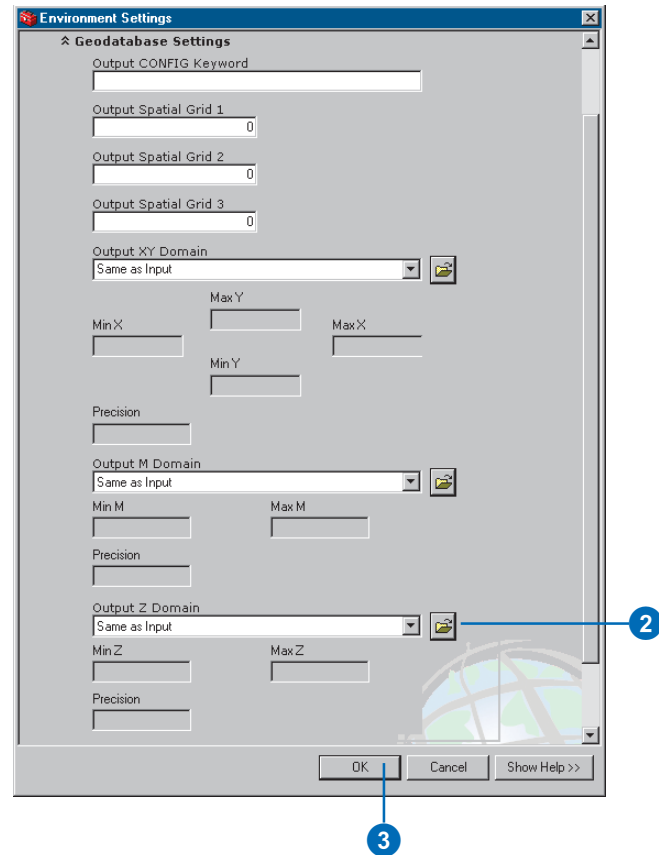 Environment Settings
Geodatabase Settings
Output CONFIG Keyword
Output Spatial Grid 1
0
Output Spatial Grid 2
0
Output Spatial Grid 3
0
Output XY Domain
Same as Input
Max Y
Min X
Max X
Min Y
Precision
Output M Domain
Same as Input
Min M
Max M
Precision
Output Z Domain
Same as Input
2
Min Z
Max Z
Precision
OK
Cancel
Show Help >>
3